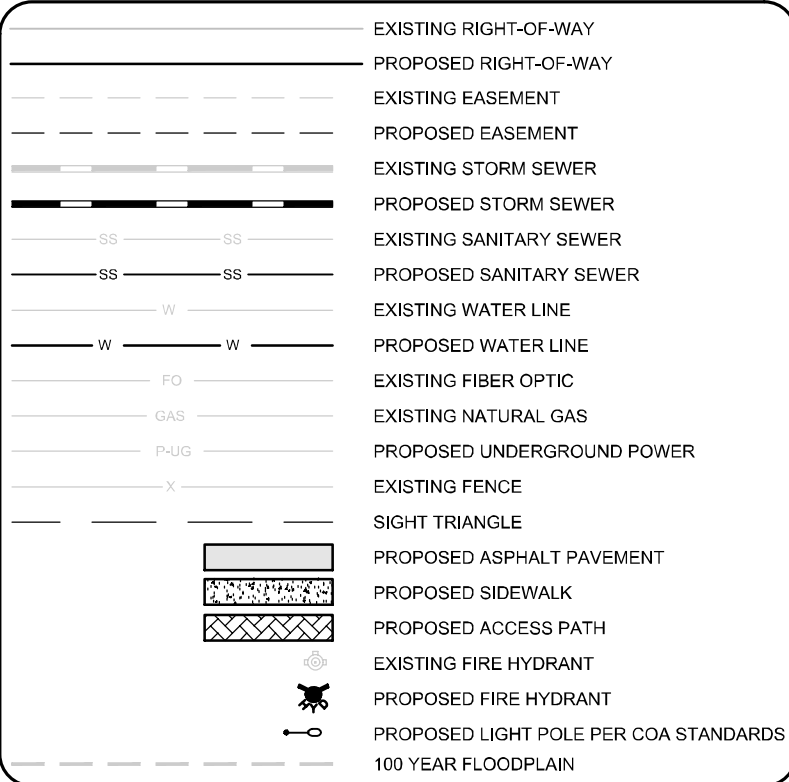 EXISTING RIGHT-OF-WAY
PROPOSED RIGHT-OF-WAY
EXISTING EASEMENT
PROPOSED EASEMENT
EXISTING STORM SEWER
PROPOSED STORM SEWER
SS SS EXISTING SANITARY SEWER
SS SS PROPOSED SANITARY SEWER
W EXISTING WATER LINE
W W PROPOSED WATER LINE
FO EXISTING FIBER OPTIC
GAS EXISTING NATURAL GAS
P-UG PROPOSED UNDERGROUND POWER
X EXISTING FENCE
SIGHT TRIANGLE
PROPOSED ASPHALT PAVEMENT
PROPOSED SIDEWALK
PROPOSED ACCESS PATH
EXISTING FIRE HYDRANT
PROPOSED FIRE HYDRANT
PROPOSED LIGHT POLE PER COA STANDARDS
100 YEAR FLOODPLAIN